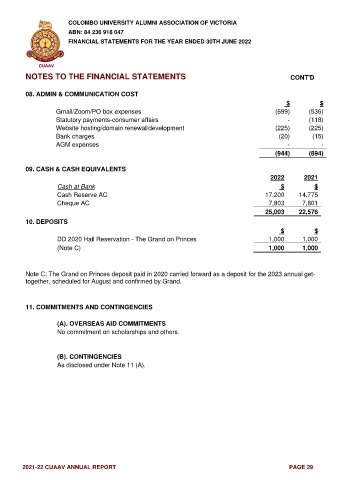 COLOMBO UNIVERSITY ALUMNI ASSOCIATION OF VICTORIA
ABN: 84 236 918 047
FINANCIAL STATEMENTS FOR THE YEAR ENDED 30TH JUNE 2022
CUAAV
NOTES TO THE FINANCIAL STATEMENTS CONT'D
08. ADMIN & COMMUNICATION COST
$ $
Gmail/Zoom/PO box expenses (699) (536)
Statutory payments-consumer affairs - (118)
Website hosting/domain renewal/development (225) (225)
Bank charges (20) (15)
AGM expenses - -
(944) (894)
09. CASH & CASH EQUIVALENTS
2022 2021
Cash at Bank $ $
Cash Reserve AC 17,200 14,775
Cheque AC 7,803 7,801
25,003 22,576
10. DEPOSITS
$ $
DD 2020 Hall Reservation - The Grand on Princes 1,000 1,000
(Note C) 1,000 1,000
Note C: The Grand on Princes deposit paid in 2020 carried forward as a deposit for the 2023 annual get-
together, scheduled for August and confirmed by Grand.
11. COMMITMENTS AND CONTINGENCIES
(A). OVERSEAS AID COMMITMENTS
No commitment on scholarships and others.
(B). CONTINGENCIES
As disclosed under Note 11 (A).
2021-22 CUAAV ANNUAL REPORT PAGE 29